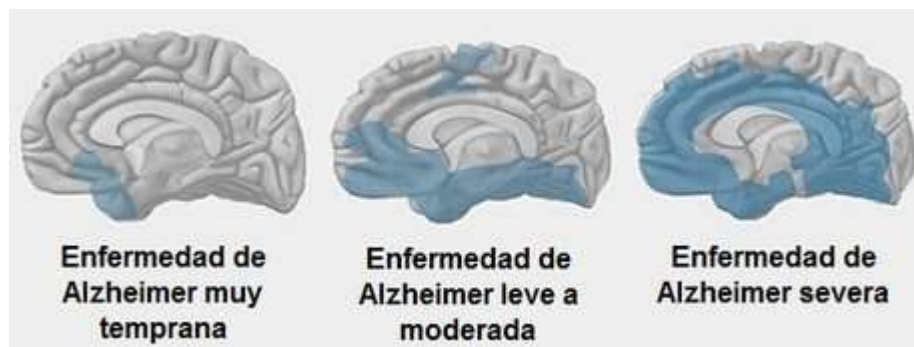 Enfermedad de
Alzheimer muy
temprana
Enfermedad de
Alzheimer leve a
moderada
Enfermedad de
Alzheimer severa